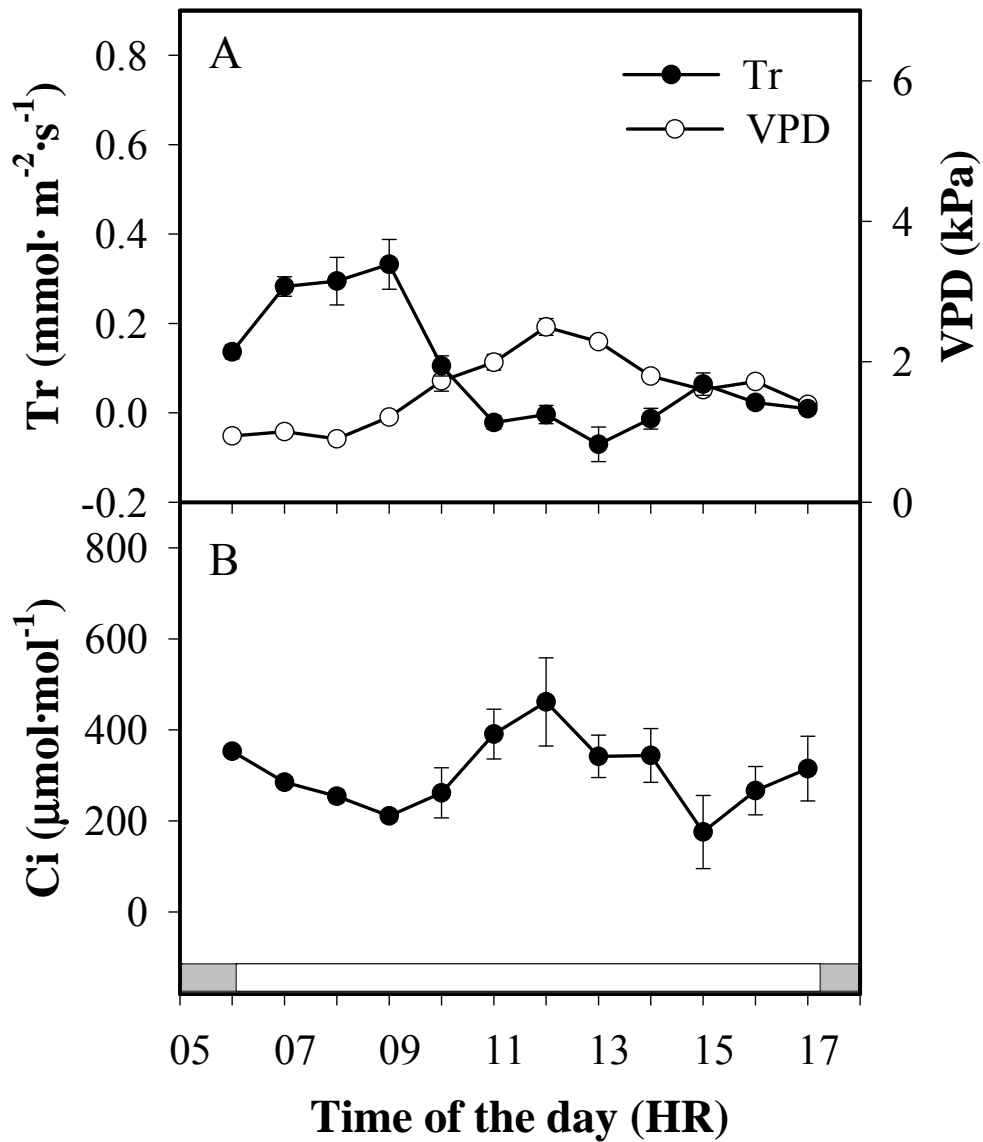 A
Tr
VPD
0.8
0.6
0.4
0.2
0.0
-0.2
Tr (mmol· m-2·s-1)
6
4
2
0
VPD (kPa)
B
800
600
400
200
0
Ci (μmol·mol-1)
05 07 09 11 13 15 17
Time of the day (HR)